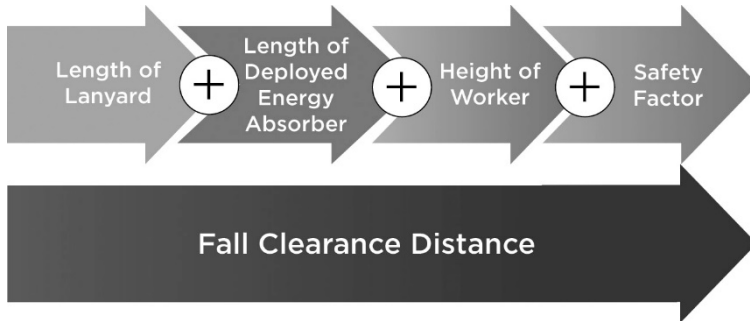 Length of
Lanyard
+
Length of
Deployed
Energy
Absorber
+
Height of
Worker
+
Safety
Factor
Fall Clearance Distance